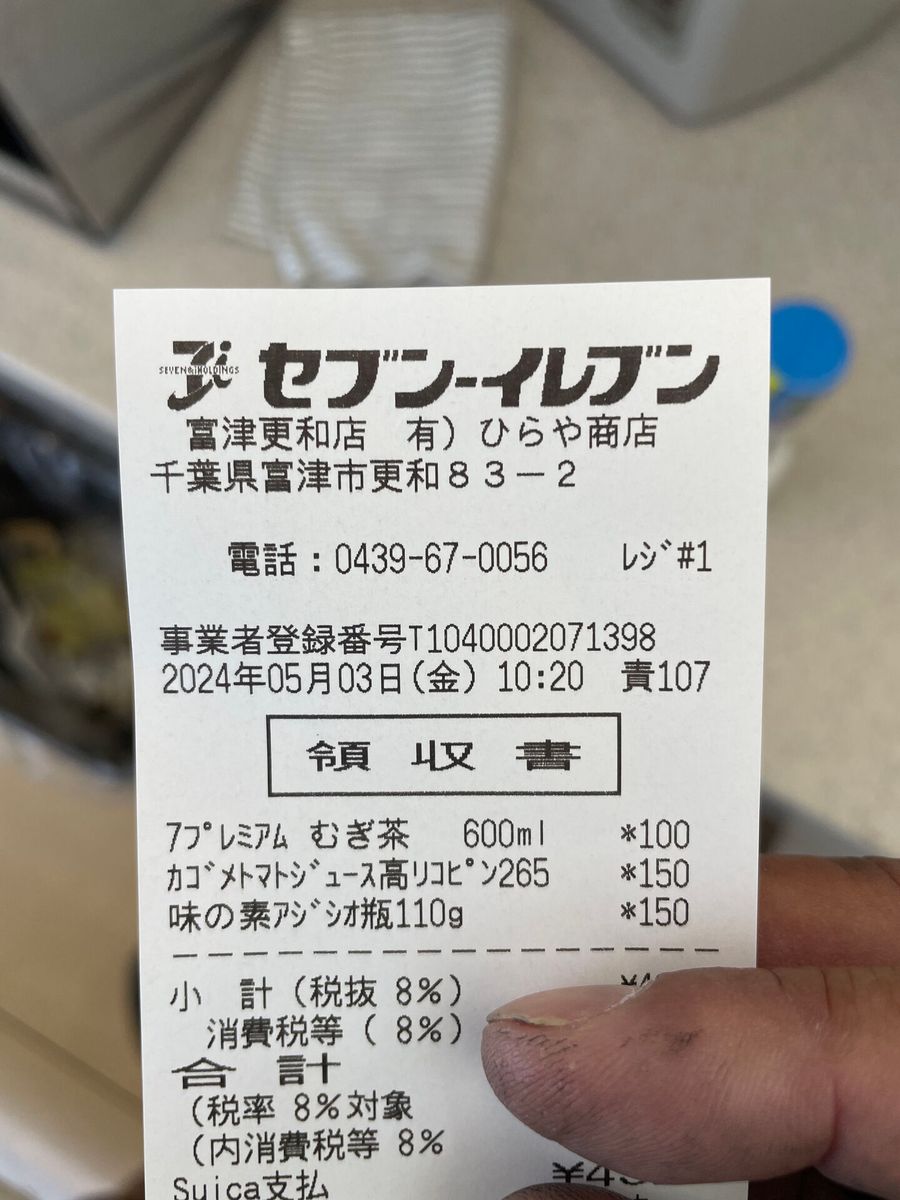 SEVEN&i HOLDINGS
セブン-イレブン
富津更和店 有）ひらや商店
千葉県富津市更和８３－２
電話：0439-67-0056 ﾚｼﾞ#1
事業者登録番号T1040002071398
2024年05月03日(金) 10:20 責107
領収書
7ﾌﾟﾚﾐｱﾑ むぎ茶 600ml *100
ｶｺﾞﾒﾄﾏﾄｼﾞｭｰｽ高ﾘｺﾋﾟﾝ265 *150
味の素ｱｼﾞｼｵ瓶110g *150
小 計（税抜 8%）
消費税等（ 8%）
合 計
（税率 8%対象
（内消費税等 8%
Suica支払